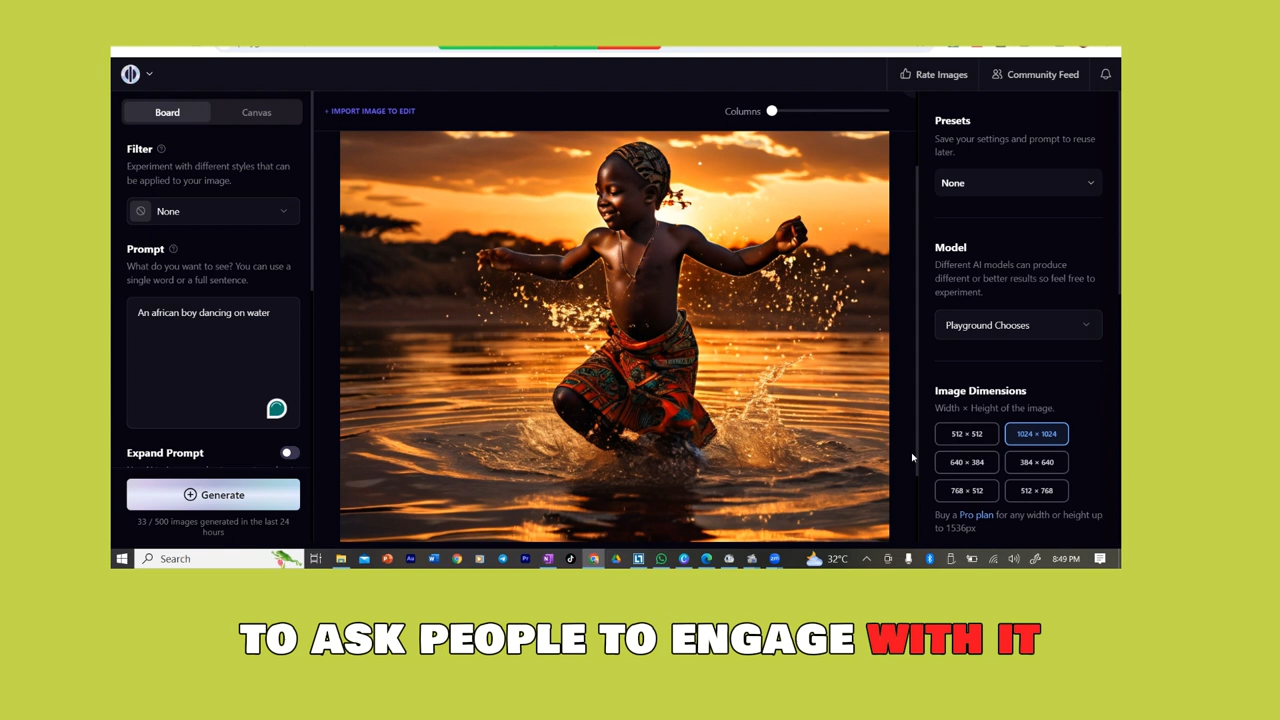 Rate Images
Community Feed
Board
Canvas
+ IMPORT IMAGE TO EDIT
Columns
Filter
Experiment with different styles that can
be applied to your image.
None
Prompt
What do you want to see? You can use a
single word or a full sentence.
An african boy dancing on water
Expand Prompt
Generate
33 / 500 images generated in the last 24
hours
Presets
Save your settings and prompt to reuse
later.
None
Model
Different AI models can produce
different or better results so feel free to
experiment.
Playground Chooses
Image Dimensions
Width × Height of the image.
512 × 512
1024 × 1024
640 × 384
384 × 640
768 × 512
512 × 768
Buy a Pro plan for any width or height up
to 1536px
Search
32°C
8:49 PM
TO ASK PEOPLE TO ENGAGE WITH IT